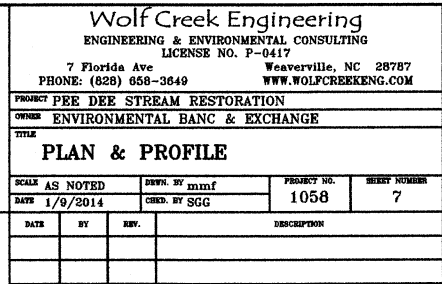 Wolf Creek Engineering
ENGINEERING & ENVIRONMENTAL CONSULTING
LICENSE NO. P-0417
7 Florida Ave Weaverville, NC 28787
PHONE: (828) 658-3649 WWW.WOLFCREEKENG.COM
PROJECT PEE DEE STREAM RESTORATION
OWNER ENVIRONMENTAL BANC & EXCHANGE
TITLE
PLAN & PROFILE
SCALE AS NOTED DRWN. BY mmf PROJECT NO. SHEET NUMBER
DATE 1/9/2014 CHKD. BY SGG 1058 7
DATE BY REV. DESCRIPTION